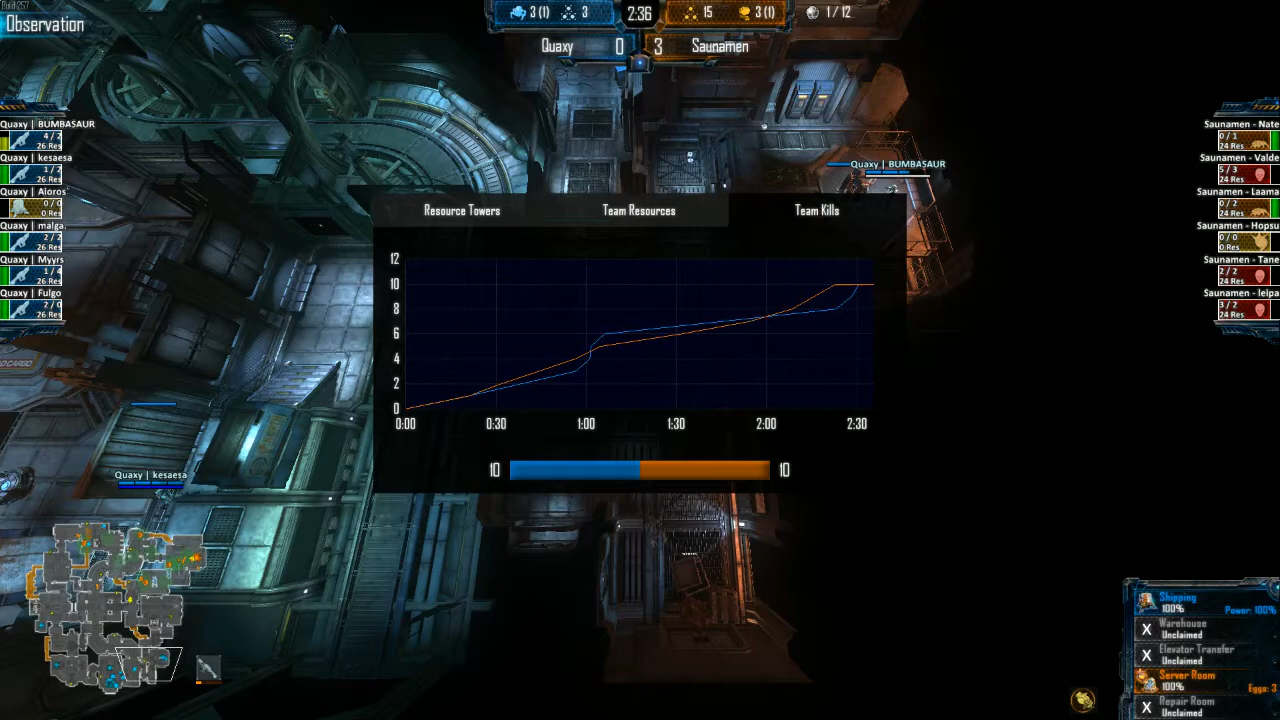 Build 257
Observation
3 (1) 3 2:36 15 3 (1) 1 / 12
Quaxy 0 3 Saunamen
Quaxy | BUMBASAUR
4 / 2
26 Res
Quaxy | kesaesa
1 / 2
26 Res
Quaxy | Aloros
0 / 0
0 Res
Quaxy | malga.
2 / 2
26 Res
Quaxy | Myyrs
1 / 4
26 Res
Quaxy | Fulgo
2 / 0
26 Res
Saunamen - Nate
0 / 1
24 Res
Saunamen - Valde
5 / 3
24 Res
Saunamen - Laama
0 / 2
24 Res
Saunamen - Hopsu
0 / 0
0 Res
Saunamen - Tane
2 / 2
24 Res
Saunamen - leipa
3 / 2
24 Res
Quaxy | BUMBASAUR
Resource Towers Team Resources Team Kills
12
10
8
6
4
2
0
0:00 0:30 1:00 1:30 2:00 2:30
10 10
Quaxy | kesaesa
Shipping
100% Power: 100%
X Warehouse
Unclaimed
X Elevator Transfer
Unclaimed
Server Room
100% Eggs: 3
X Repair Room
Unclaimed